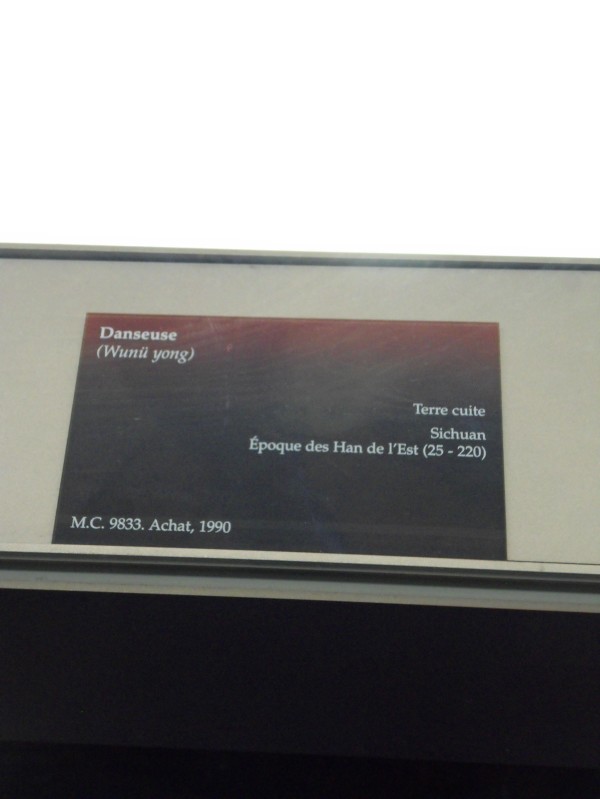 Danseuse
(Wunü yong)
Terre cuite
Sichuan
Époque des Han de l'Est (25 - 220)
M.C. 9833. Achat, 1990